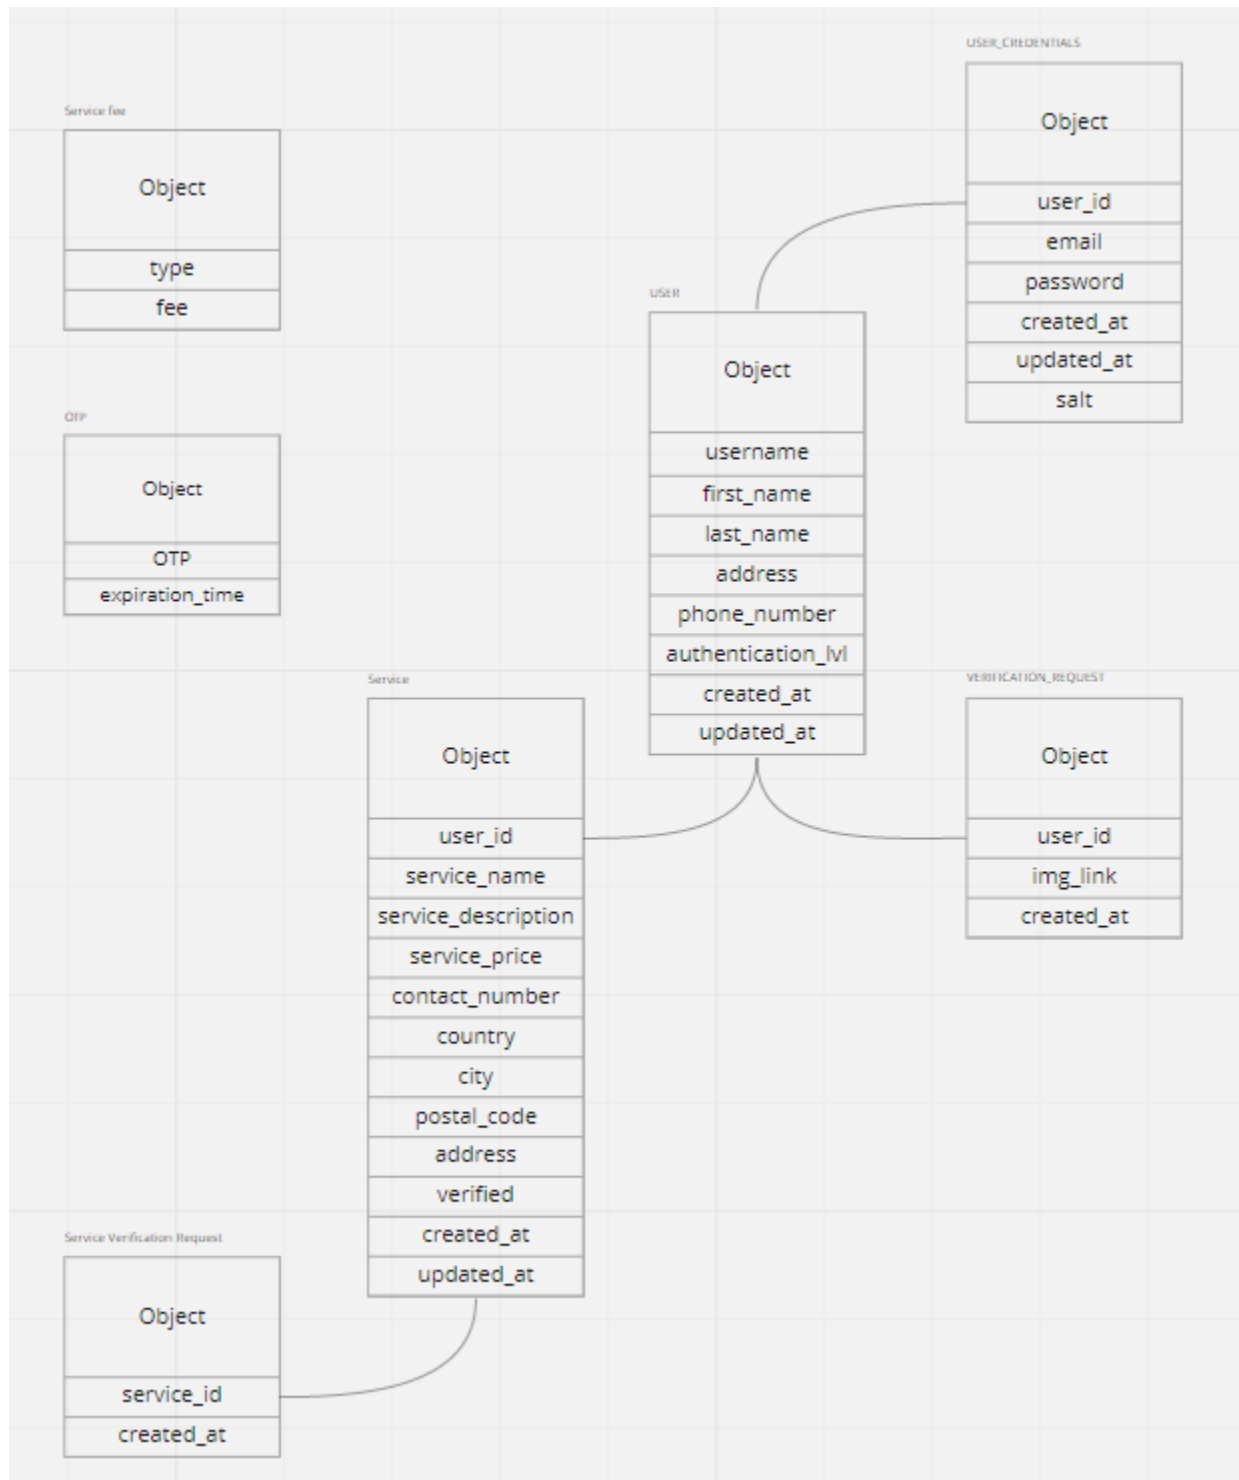 Service fee
Object
type
fee
OTP
Object
OTP
expiration_time
USER_CREDENTIALS
Object
user_id
email
password
created_at
updated_at
salt
USER
Object
username
first_name
last_name
address
phone_number
authentication_lvl
created_at
updated_at
Service
Object
user_id
service_name
service_description
service_price
contact_number
country
city
postal_code
address
verified
created_at
updated_at
VERIFICATION_REQUEST
Object
user_id
img_link
created_at
Service Verification Request
Object
service_id
created_at